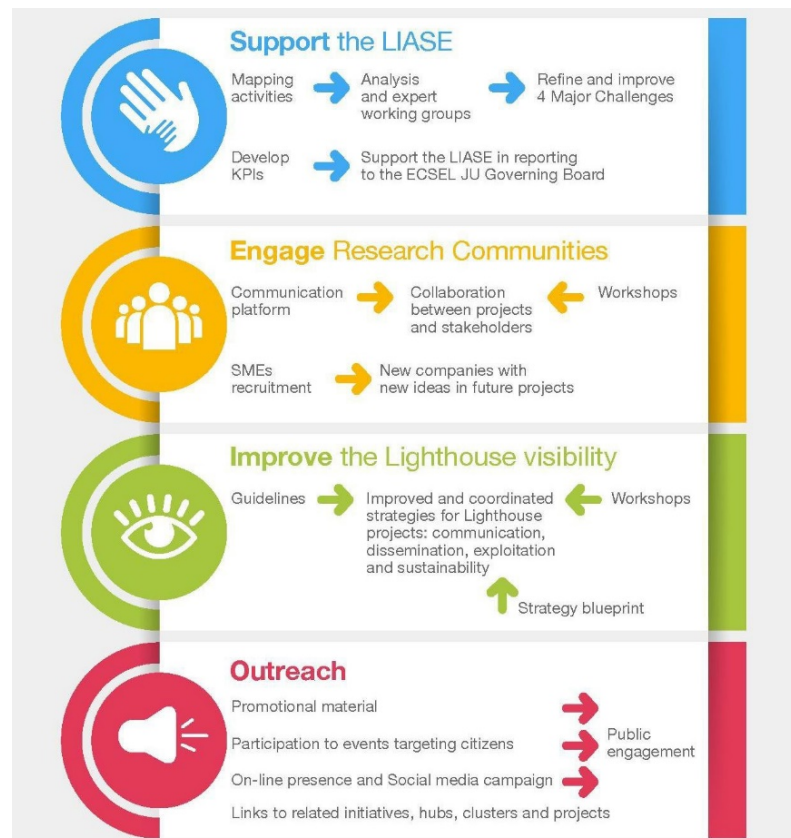 Support the LIASE
Mapping activities
Analysis and expert working groups
Refine and improve 4 Major Challenges
Develop KPIs
Support the LIASE in reporting to the ECSEL JU Governing Board
Engage Research Communities
Communication platform
Collaboration between projects and stakeholders
Workshops
SMEs recruitment
New companies with new ideas in future projects
Improve the Lighthouse visibility
Guidelines
Improved and coordinated strategies for Lighthouse projects: communication, dissemination, exploitation and sustainability
Workshops
Strategy blueprint
Outreach
Promotional material
Participation to events targeting citizens
On-line presence and Social media campaign
Public engagement
Links to related initiatives, hubs, clusters and projects